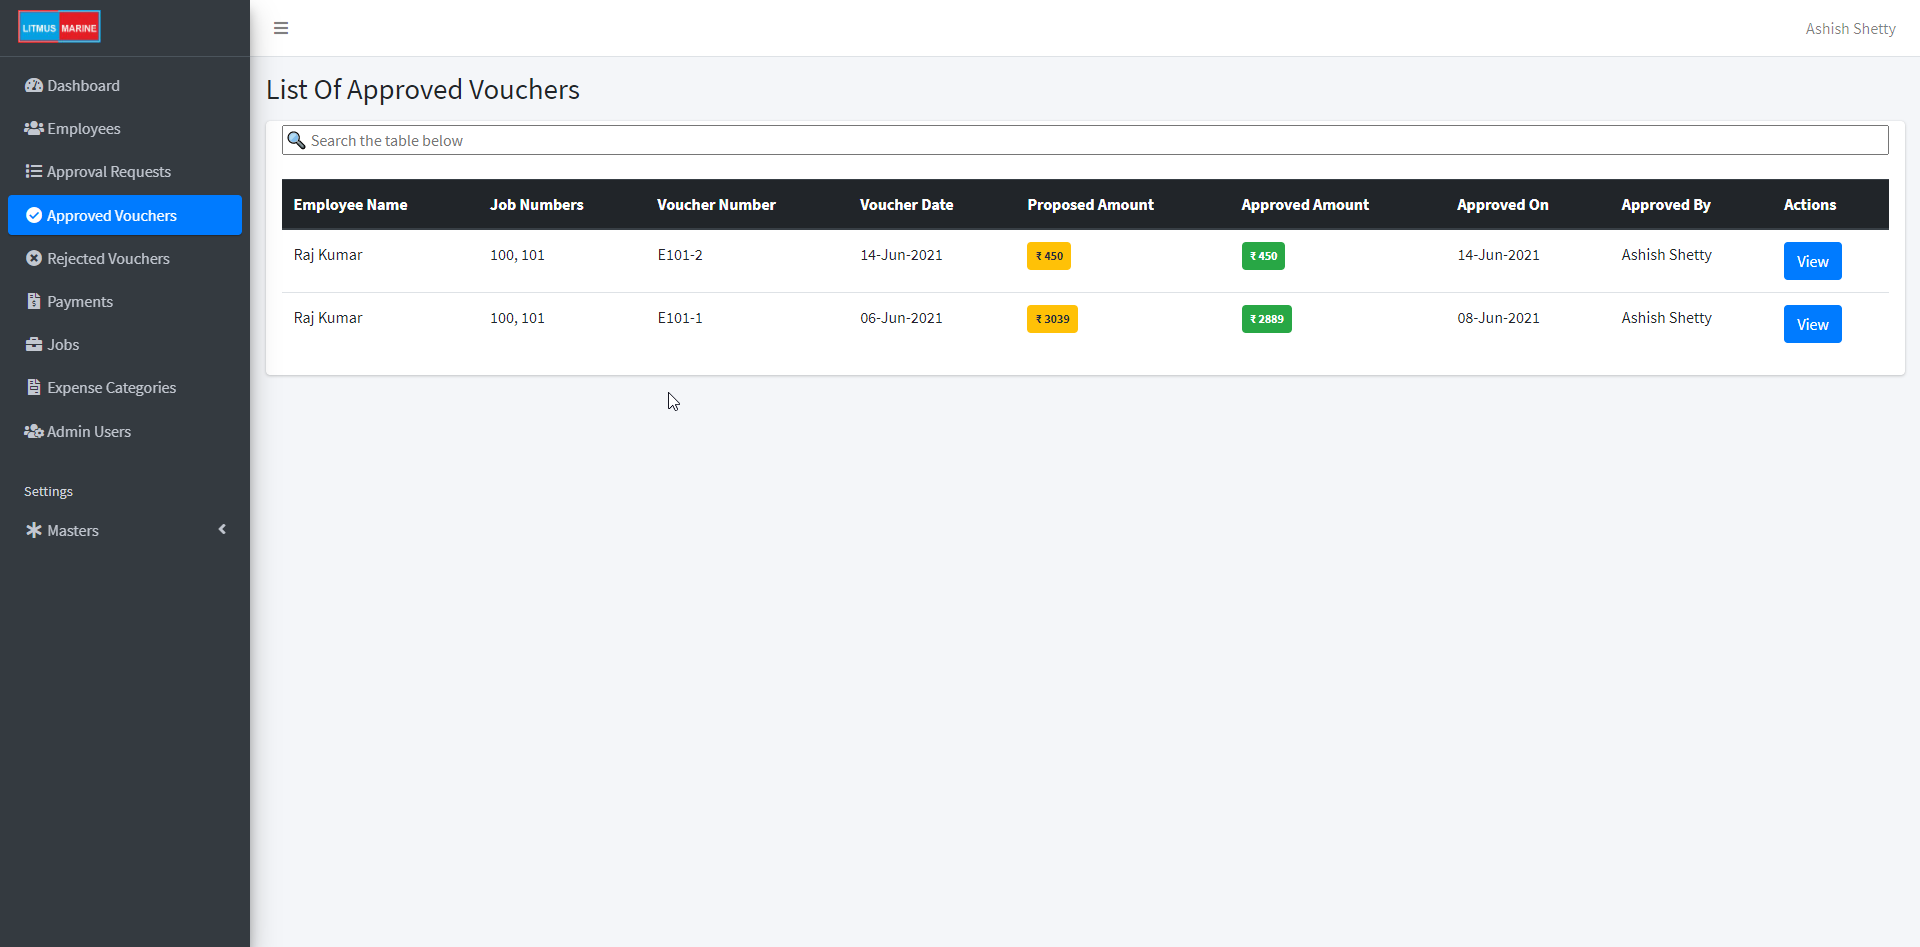 LITMUS MARINE
Ashish Shetty
Dashboard
Employees
Approval Requests
Approved Vouchers
Rejected Vouchers
Payments
Jobs
Expense Categories
Admin Users
Settings
Masters
List Of Approved Vouchers
Search the table below
Employee Name Job Numbers Voucher Number Voucher Date Proposed Amount Approved Amount Approved On Approved By Actions
Raj Kumar 100, 101 E101-2 14-Jun-2021 ₹ 450 ₹ 450 14-Jun-2021 Ashish Shetty View
Raj Kumar 100, 101 E101-1 06-Jun-2021 ₹ 3039 ₹ 2889 08-Jun-2021 Ashish Shetty View